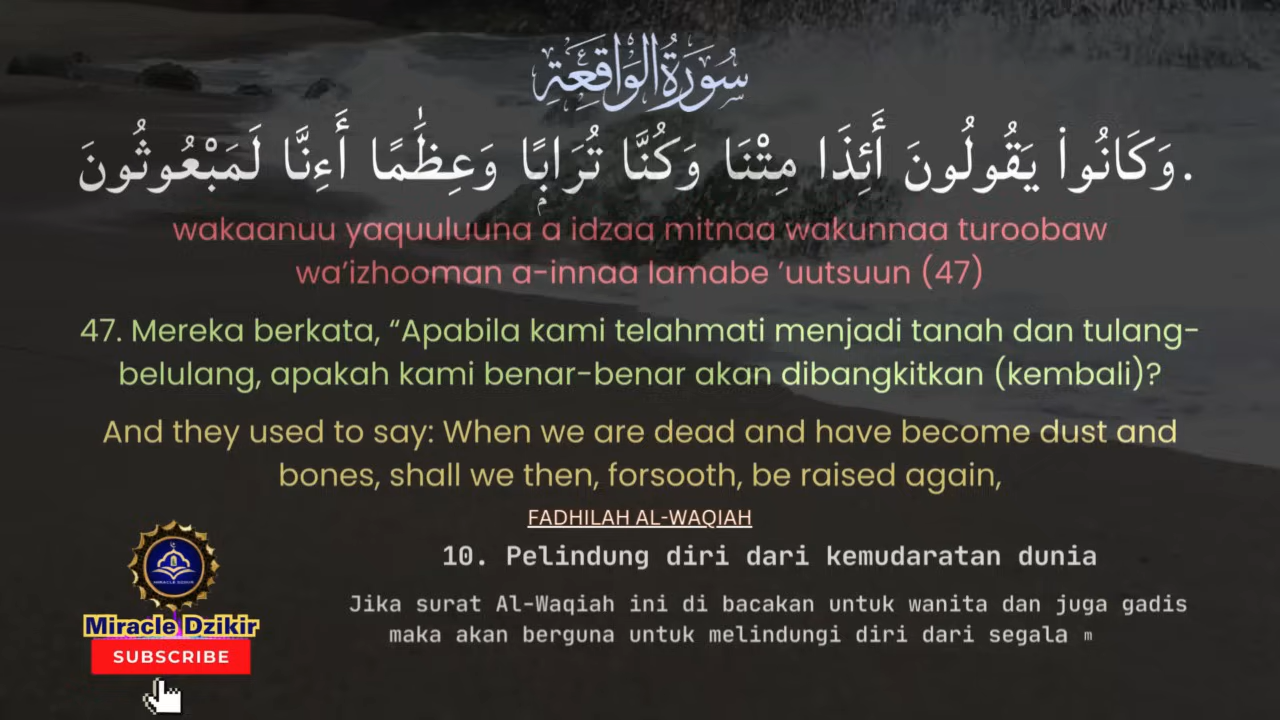 سُورَةُ الوَاقِعَةِ
وَكَانُوا۟ يَقُولُونَ أَئِذَا مِتْنَا وَكُنَّا تُرَابًۭا وَعِظَٰمًا أَءِنَّا لَمَبْعُوثُونَ.
wakaanuu yaquuluuna a idzaa mitnaa wakunnaa turoobaw
wa’izhooman a-innaa lamabe ’uutsuun (47)
47. Mereka berkata, “Apabila kami telahmati menjadi tanah dan tulang-
belulang, apakah kami benar-benar akan dibangkitkan (kembali)?
And they used to say: When we are dead and have become dust and
bones, shall we then, forsooth, be raised again,
FADHILAH AL-WAQIAH
10. Pelindung diri dari kemudaratan dunia
Jika surat Al-Waqiah ini di bacakan untuk wanita dan juga gadis
maka akan berguna untuk melindungi diri dari segala m
MIRACLE DZIKIR
Miracle Dzikir
SUBSCRIBE